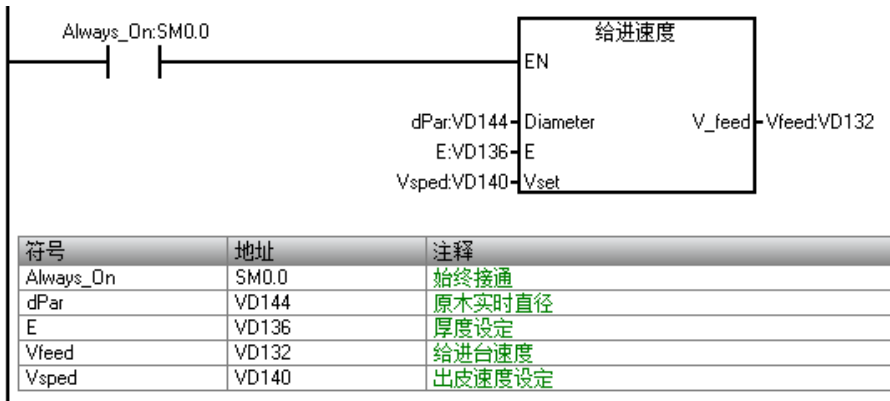 Always_On:SM0.0
给进速度
EN
dPar:VD144 Diameter V_feed Vfeed:VD132
E:VD136 E
Vsped:VD140 Vset
符号 地址 注释
Always_On SM0.0 始终接通
dPar VD144 原木实时直径
E VD136 厚度设定
Vfeed VD132 给进台速度
Vsped VD140 出皮速度设定